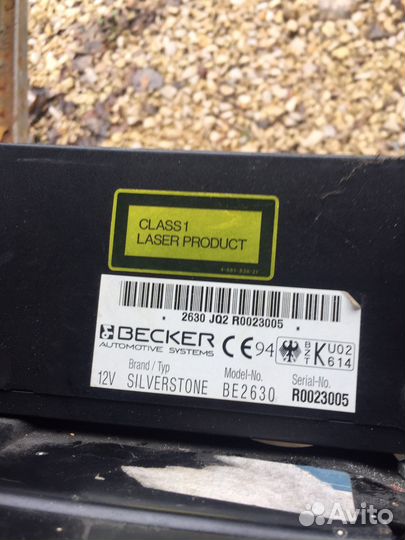 CLASS 1
LASER PRODUCT
2630 JQ2 R0023005
BECKER
AUTOMOTIVE SYSTEMS
CE 94
BZT
K U02
614
Brand / Typ
Model-No.
Serial-No.
12V SILVERSTONE BE2630 R0023005
Avito